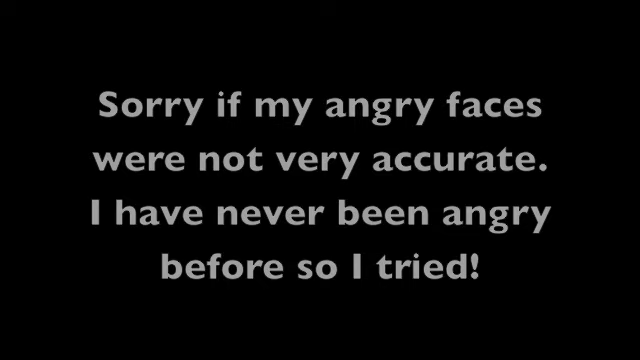 Sorry if my angry faces
were not very accurate.
I have never been angry
before so I tried!